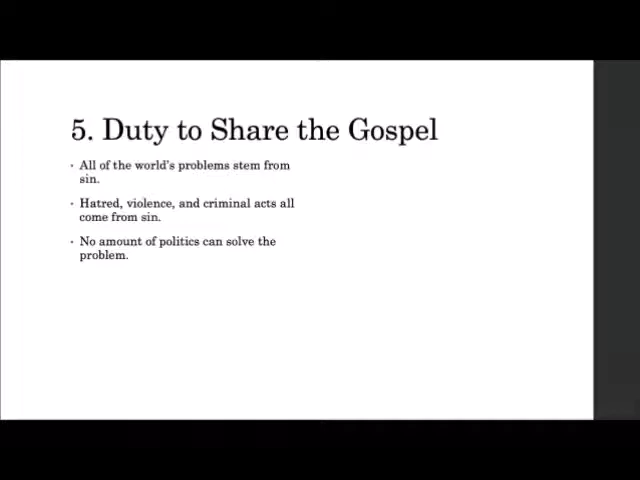 5. Duty to Share the Gospel
• All of the world's problems stem from
sin.
• Hatred, violence, and criminal acts all
come from sin.
• No amount of politics can solve the
problem.